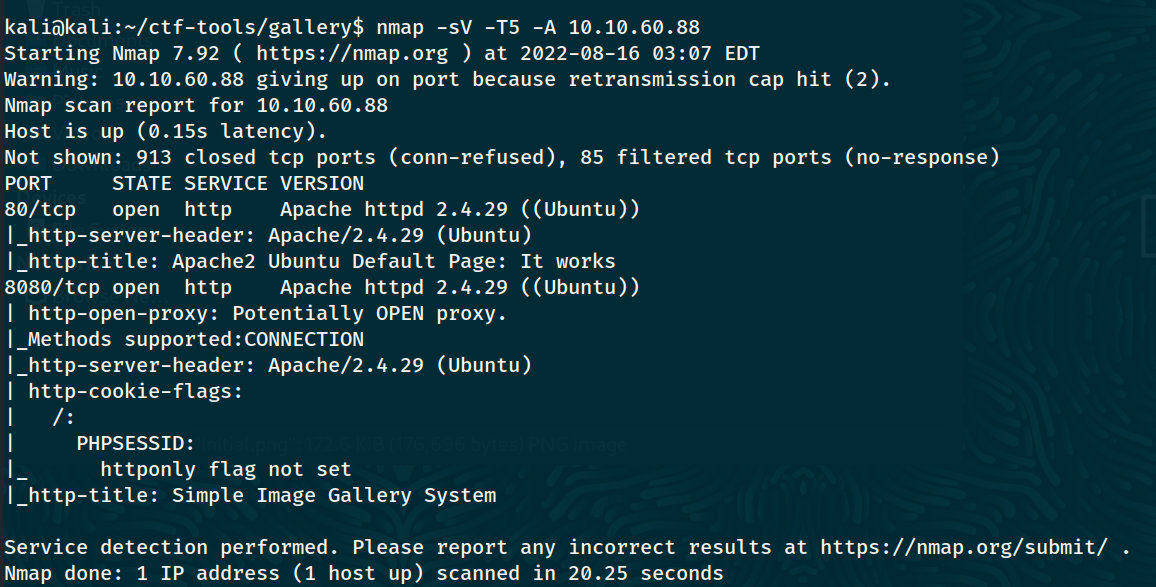 kali@kali:~/ctf-tools/gallery$ nmap -sV -T5 -A 10.10.60.88
Starting Nmap 7.92 ( https://nmap.org ) at 2022-08-16 03:07 EDT
Warning: 10.10.60.88 giving up on port because retransmission cap hit (2).
Nmap scan report for 10.10.60.88
Host is up (0.15s latency).
Not shown: 913 closed tcp ports (conn-refused), 85 filtered tcp ports (no-response)
PORT     STATE SERVICE VERSION
80/tcp   open  http    Apache httpd 2.4.29 ((Ubuntu))
|_http-server-header: Apache/2.4.29 (Ubuntu)
|_http-title: Apache2 Ubuntu Default Page: It works
8080/tcp open  http    Apache httpd 2.4.29 ((Ubuntu))
| http-open-proxy: Potentially OPEN proxy.
|_Methods supported:CONNECTION
|_http-server-header: Apache/2.4.29 (Ubuntu)
| http-cookie-flags:
|   /:
|     PHPSESSID:
|_      httponly flag not set
|_http-title: Simple Image Gallery System

Service detection performed. Please report any incorrect results at https://nmap.org/submit/ .
Nmap done: 1 IP address (1 host up) scanned in 20.25 seconds